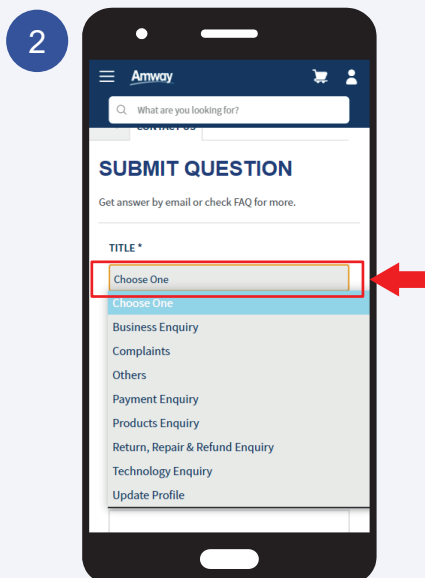 2
Amway
What are you looking for?
CONTACT US
SUBMIT QUESTION
Get answer by email or check FAQ for more.
TITLE *
Choose One
Choose One
Business Enquiry
Complaints
Others
Payment Enquiry
Products Enquiry
Return, Repair & Refund Enquiry
Technology Enquiry
Update Profile